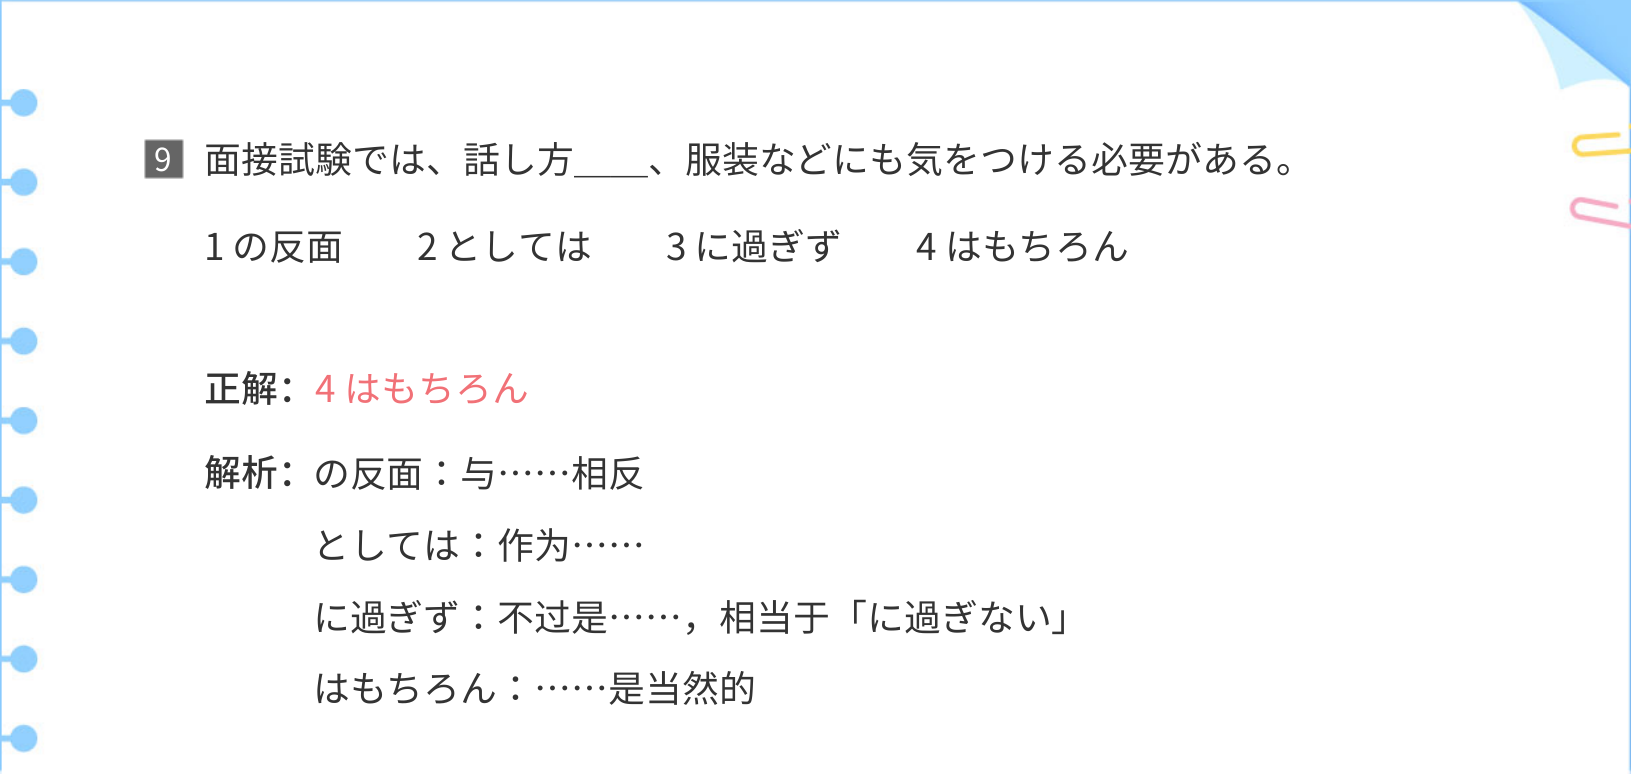 9 面接試験では、話し方____、服装などにも気をつける必要がある。
1 の反面 2 としては 3 に過ぎず 4 はもちろん
正解：4 はもちろん
解析：の反面：与……相反
としては：作为……
に過ぎず：不过是……，相当于「に過ぎない」
はもちろん：……是当然的